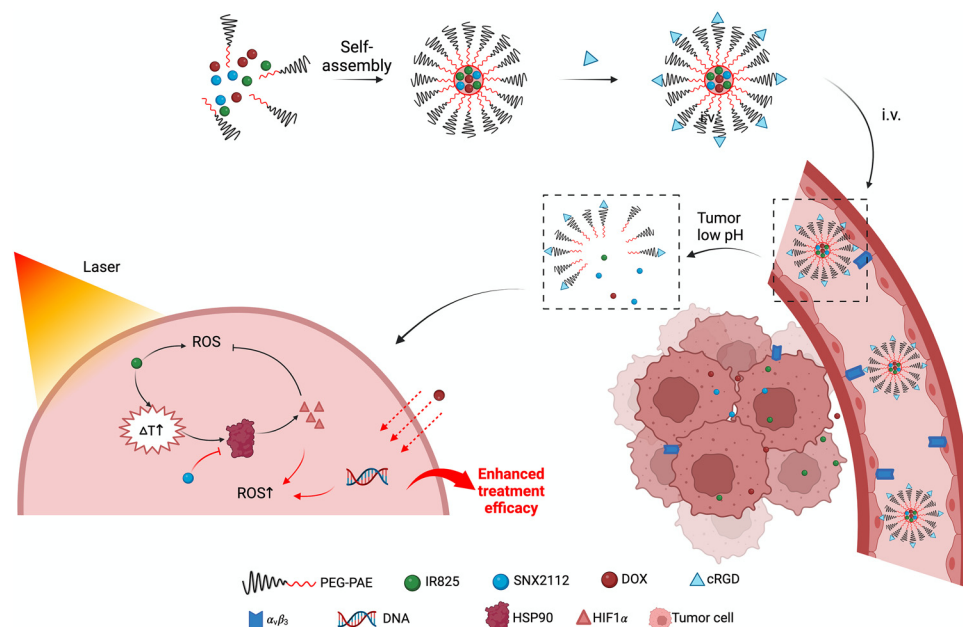 Self-
assembly
i.v.
i.v.
Tumor
low pH
Laser
ROS
ΔT↑
ROS↑
Enhanced
treatment
efficacy
PEG-PAE
IR825
SNX2112
DOX
cRGD
αvβ3
DNA
HSP90
HIF1α
Tumor cell